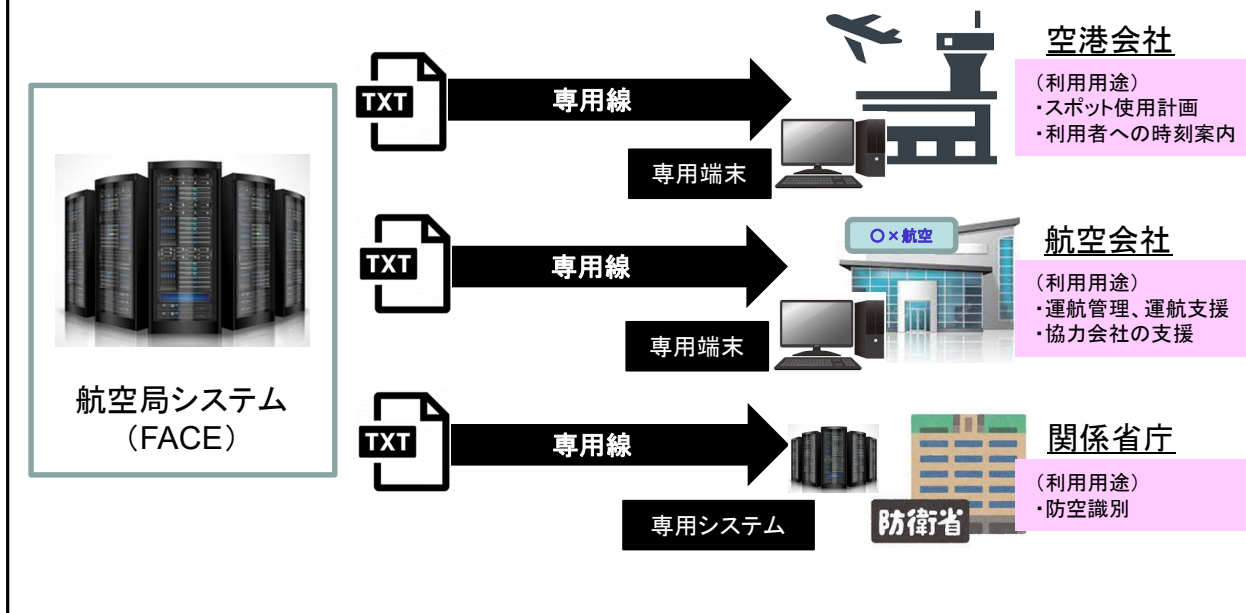 航空局システム
（FACE）
TXT
専用線
専用端末
空港会社
（利用用途）
・スポット使用計画
・利用者への時刻案内
TXT
専用線
専用端末
〇×航空
航空会社
（利用用途）
・運航管理、運航支援
・協力会社の支援
TXT
専用線
専用システム
防衛省
関係省庁
（利用用途）
・防空識別